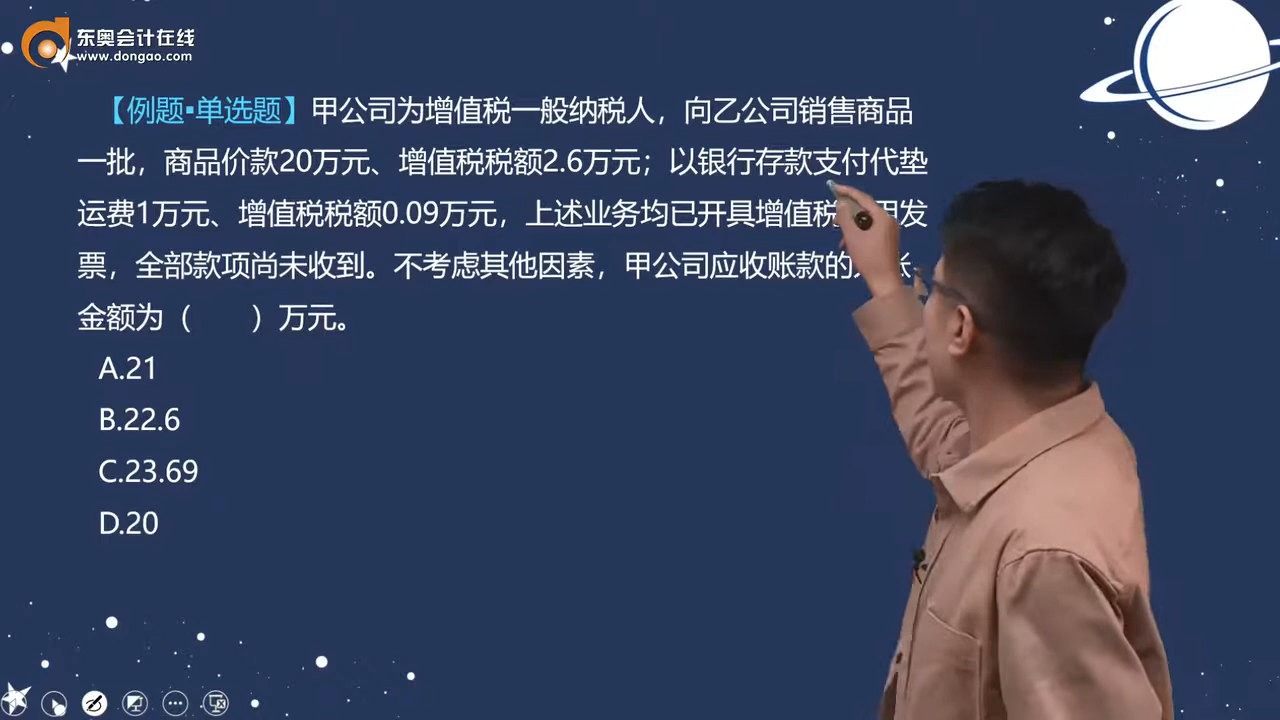 东奥会计在线
www.dongao.com
【例题▪单选题】甲公司为增值税一般纳税人，向乙公司销售商品
一批，商品价款20万元、增值税税额2.6万元；以银行存款支付代垫
运费1万元、增值税税额0.09万元，上述业务均已开具增值税 用发
票，全部款项尚未收到。不考虑其他因素，甲公司应收账款的 账
金额为（ ）万元。
A.21
B.22.6
C.23.69
D.20